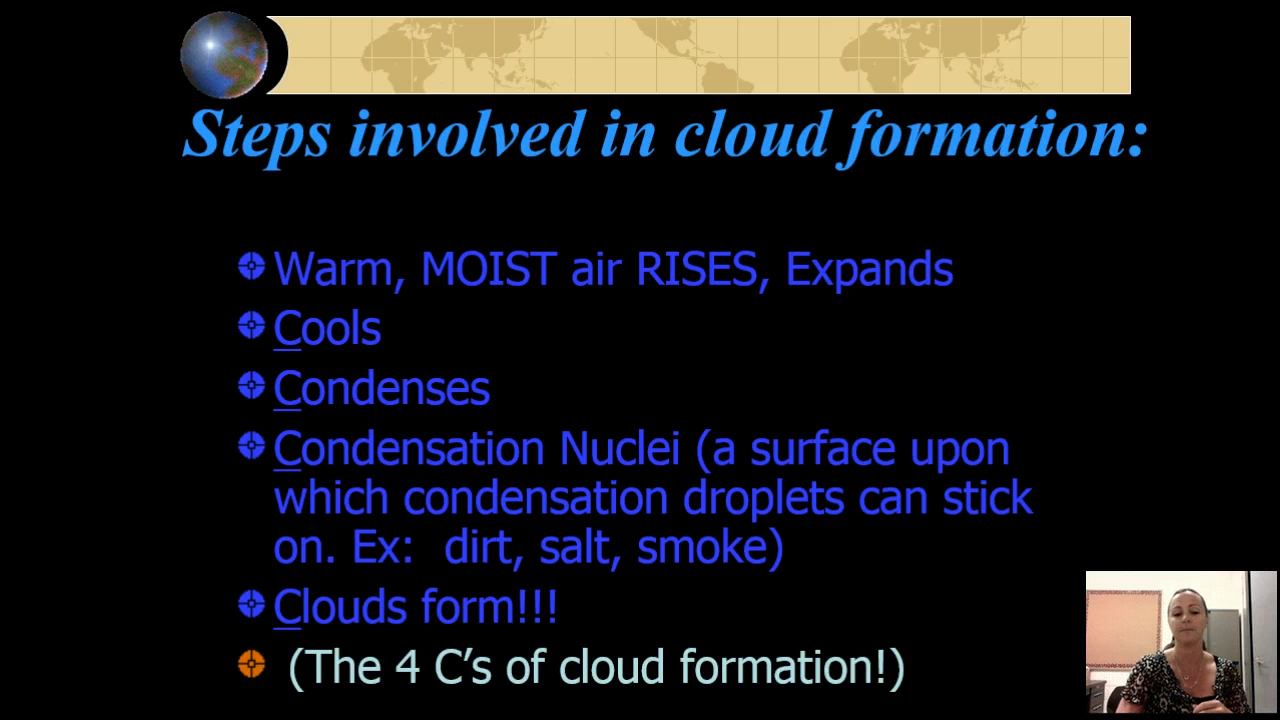 Steps involved in cloud formation:
Warm, MOIST air RISES, Expands
Cools
Condenses
Condensation Nuclei (a surface upon
which condensation droplets can stick
on. Ex:  dirt, salt, smoke)
Clouds form!!!
(The 4 C’s of cloud formation!)